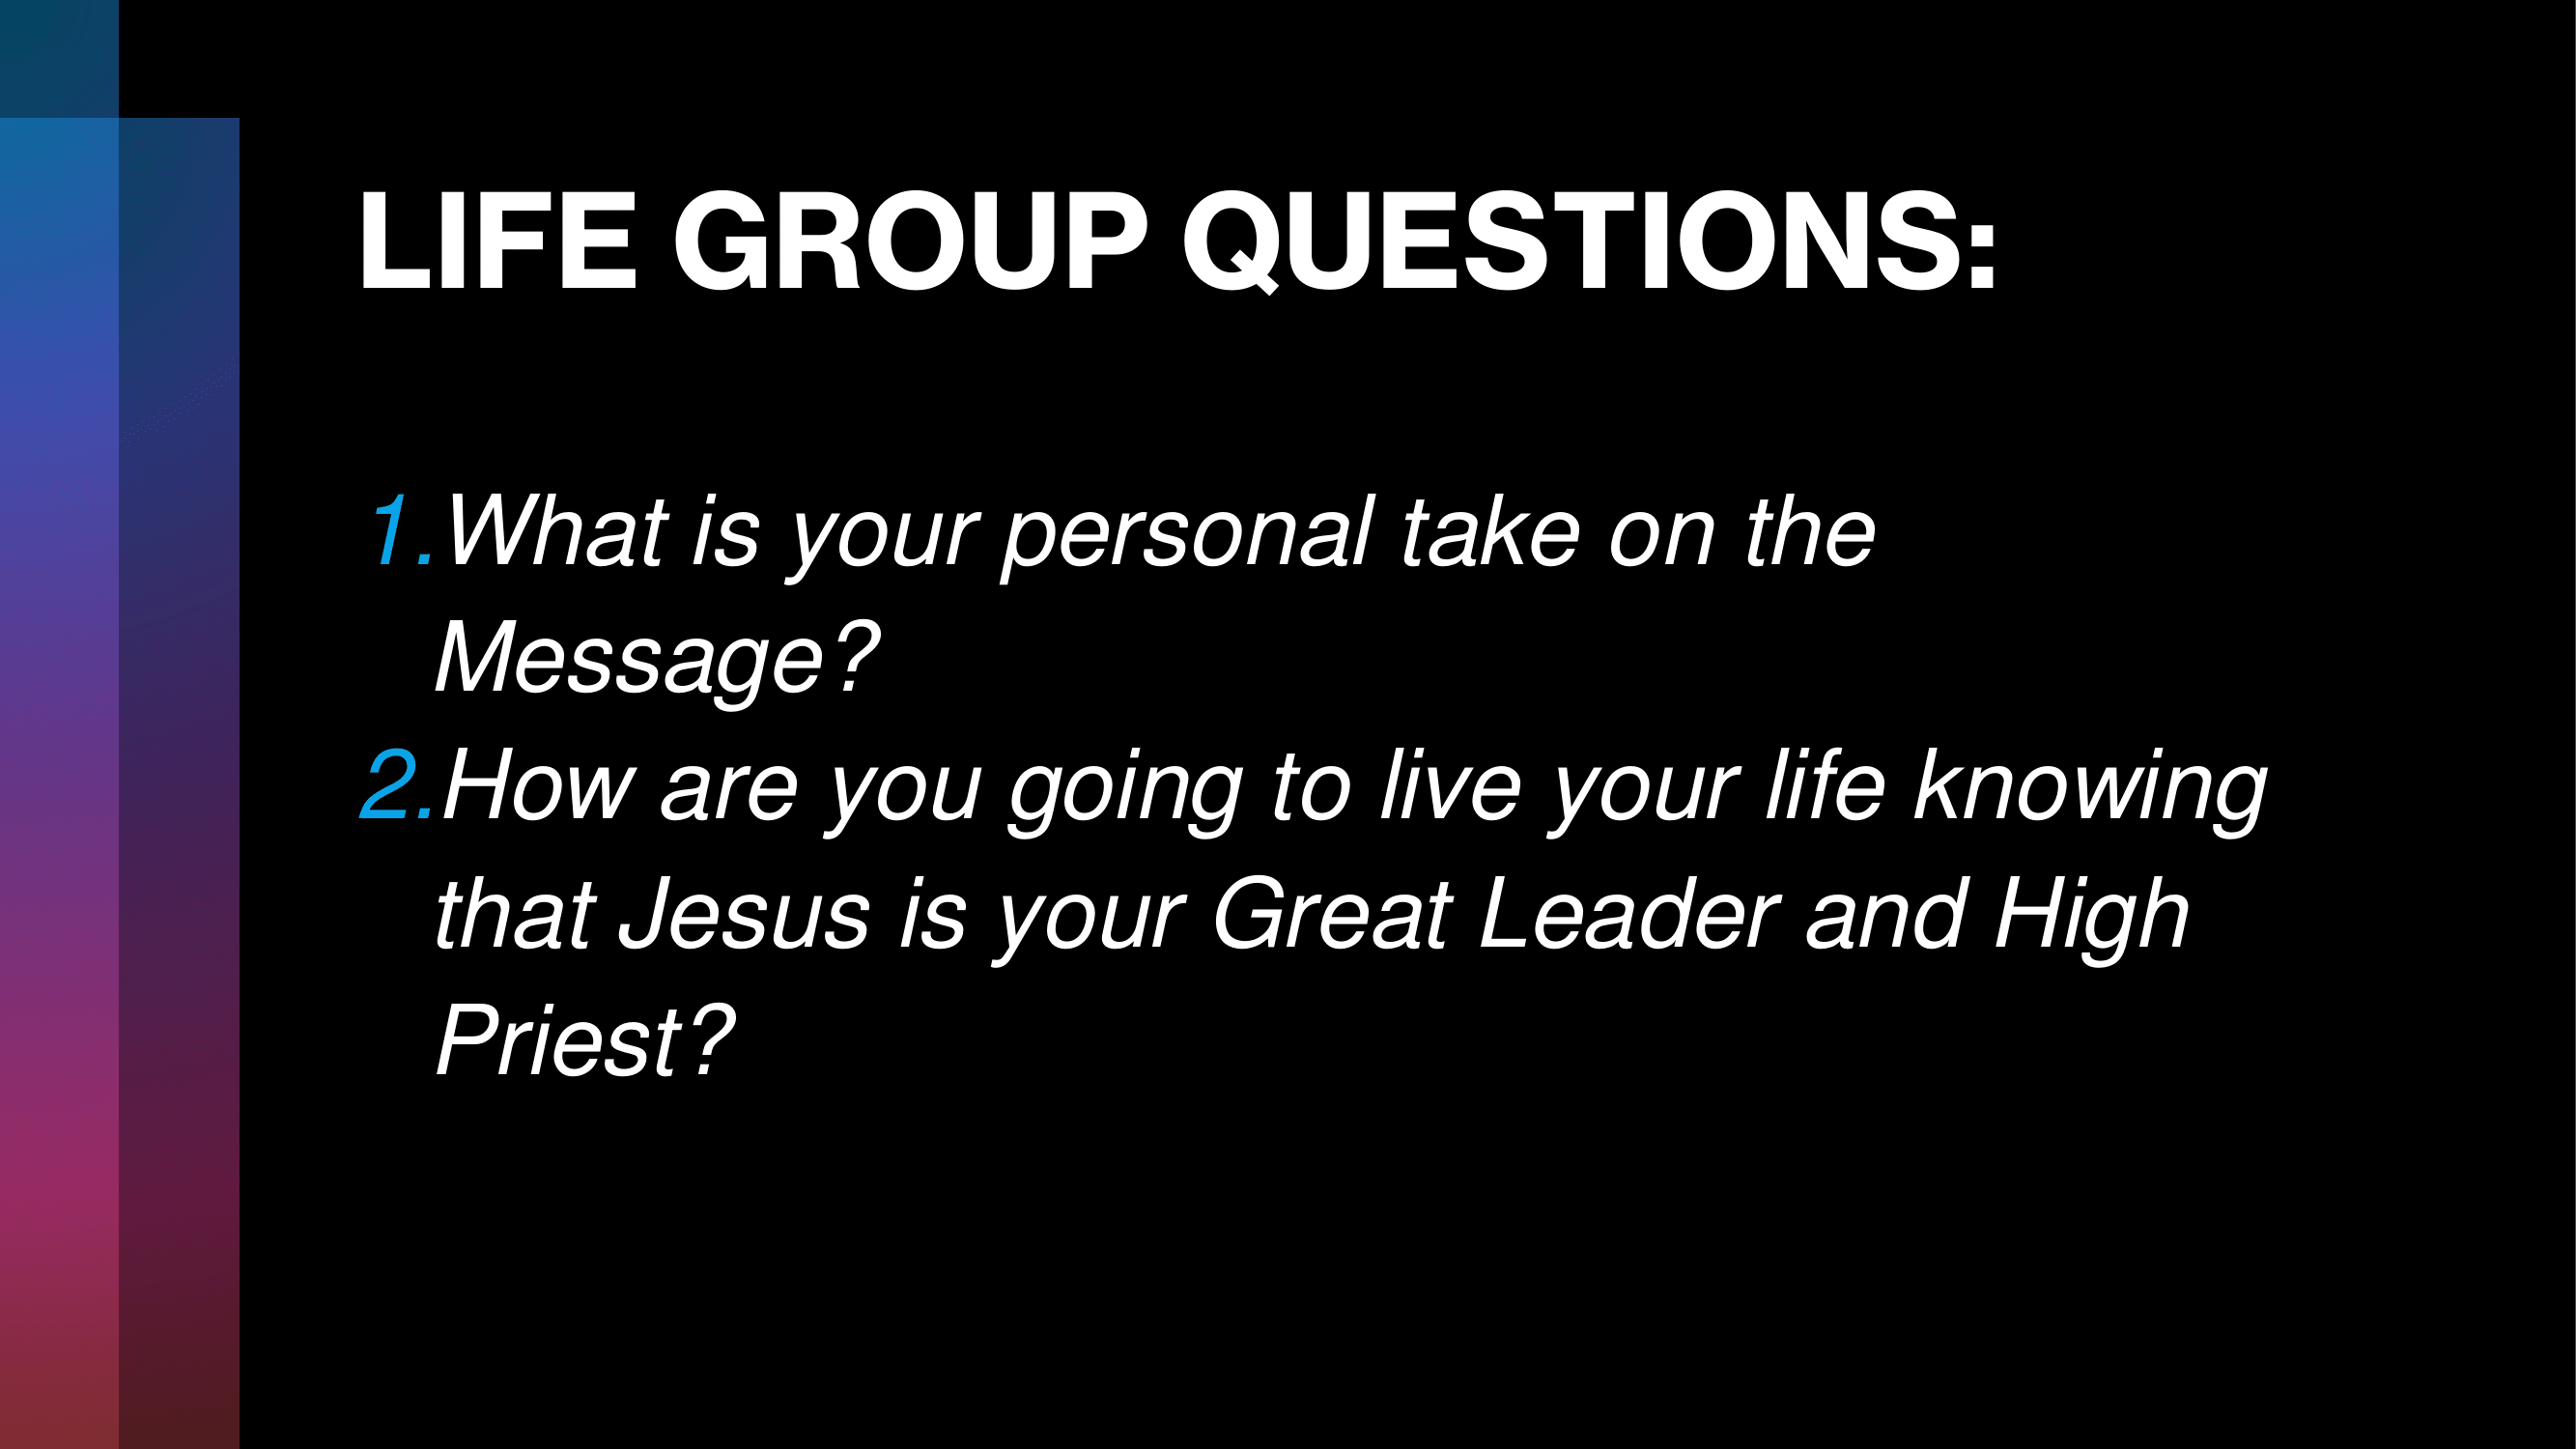 LIFE GROUP QUESTIONS:
1.What is your personal take on the
Message?
2.How are you going to live your life knowing
that Jesus is your Great Leader and High
Priest?